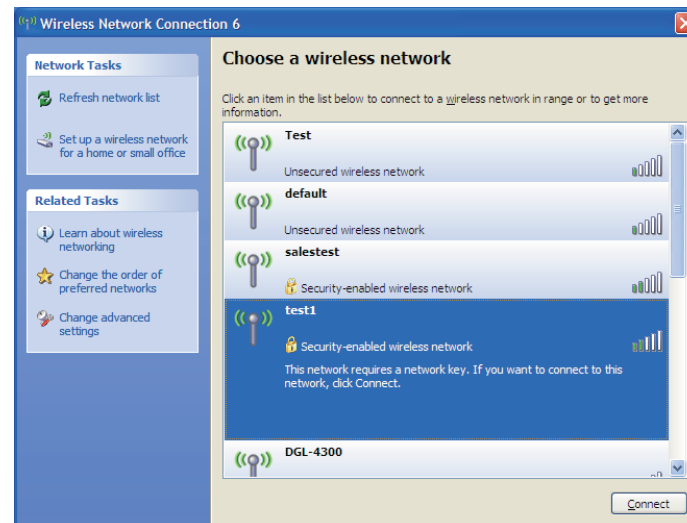 Wireless Network Connection 6
Network Tasks
Refresh network list
Set up a wireless network
for a home or small office
Related Tasks
Learn about wireless
networking
Change the order of
preferred networks
Change advanced
settings
Choose a wireless network
Click an item in the list below to connect to a wireless network in range or to get more
information.
Test
Unsecured wireless network
default
Unsecured wireless network
salestest
Security-enabled wireless network
test1
Security-enabled wireless network
This network requires a network key. If you want to connect to this
network, click Connect.
DGL-4300
Connect